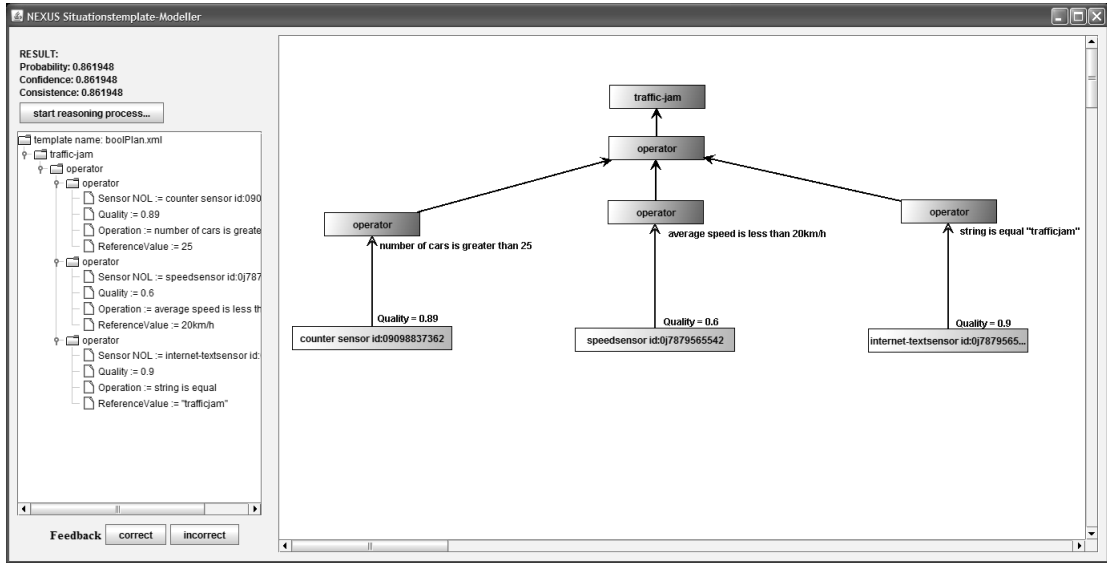 NEXUS Situationstemplate-Modeller
RESULT:
Probability: 0.861948
Confidence: 0.861948
Consistence: 0.861948
start reasoning process...
template name: boolPlan.xml
traffic-jam
operator
operator
Sensor NOL := counter sensor id:090
Quality := 0.89
Operation := number of cars is greate
ReferenceValue := 25
operator
Sensor NOL := speedsensor id:0j787
Quality := 0.6
Operation := average speed is less th
ReferenceValue := 20km/h
operator
Sensor NOL := internet-textsensor id:
Quality := 0.9
Operation := string is equal
ReferenceValue := "trafficjam"
Feedback correct incorrect
traffic-jam
operator
operator
number of cars is greater than 25
operator
average speed is less than 20km/h
operator
string is equal "trafficjam"
Quality = 0.89
counter sensor id:09098837362
Quality = 0.6
speedsensor id:0j7879565542
Quality = 0.9
internet-textsensor id:0j7879565...